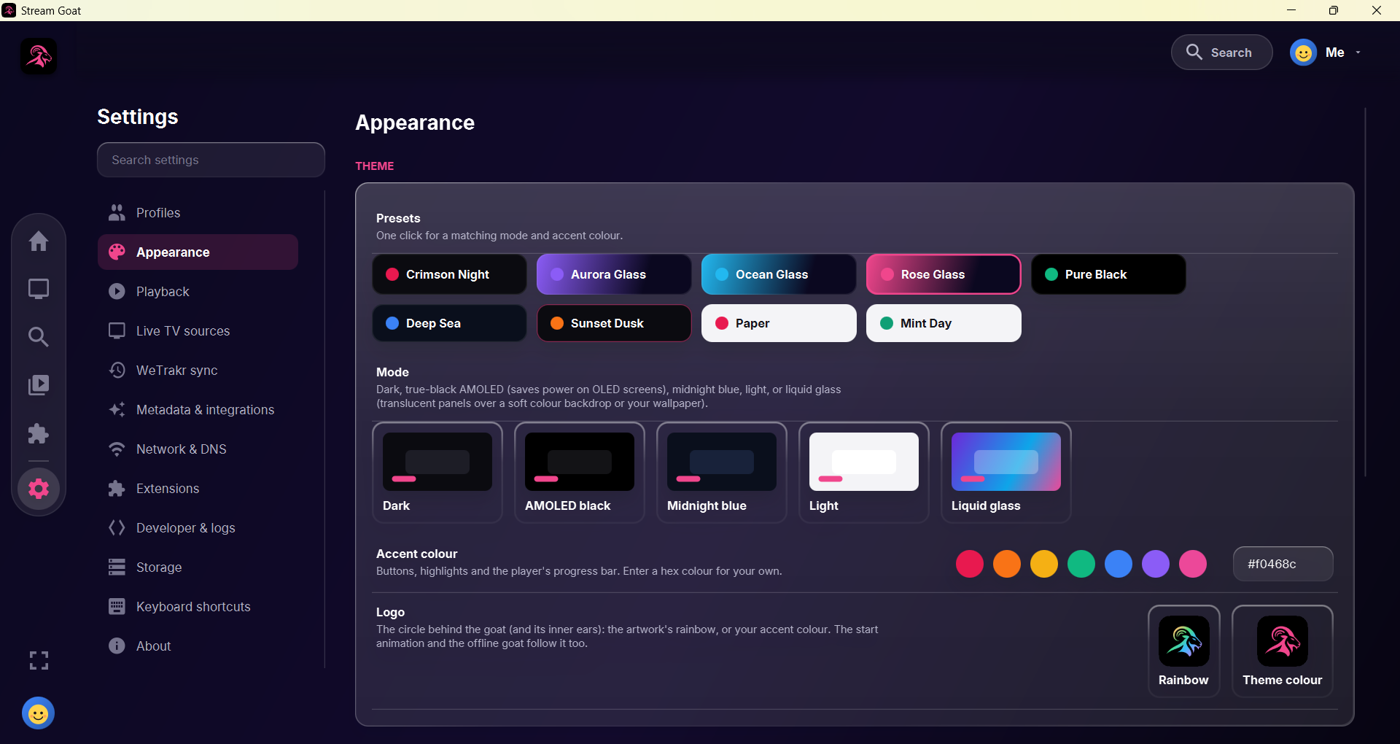 Stream Goat
Search
Me
Settings
Search settings
Profiles
Appearance
Playback
Live TV sources
WeTrakr sync
Metadata & integrations
Network & DNS
Extensions
Developer & logs
Storage
Keyboard shortcuts
About
Appearance
THEME
Presets
One click for a matching mode and accent colour.
Crimson Night
Aurora Glass
Ocean Glass
Rose Glass
Pure Black
Deep Sea
Sunset Dusk
Paper
Mint Day
Mode
Dark, true-black AMOLED (saves power on OLED screens), midnight blue, light, or liquid glass
(translucent panels over a soft colour backdrop or your wallpaper).
Dark
AMOLED black
Midnight blue
Light
Liquid glass
Accent colour
Buttons, highlights and the player's progress bar. Enter a hex colour for your own.
#f0468c
Logo
The circle behind the goat (and its inner ears): the artwork's rainbow, or your accent colour. The start
animation and the offline goat follow it too.
Rainbow
Theme colour